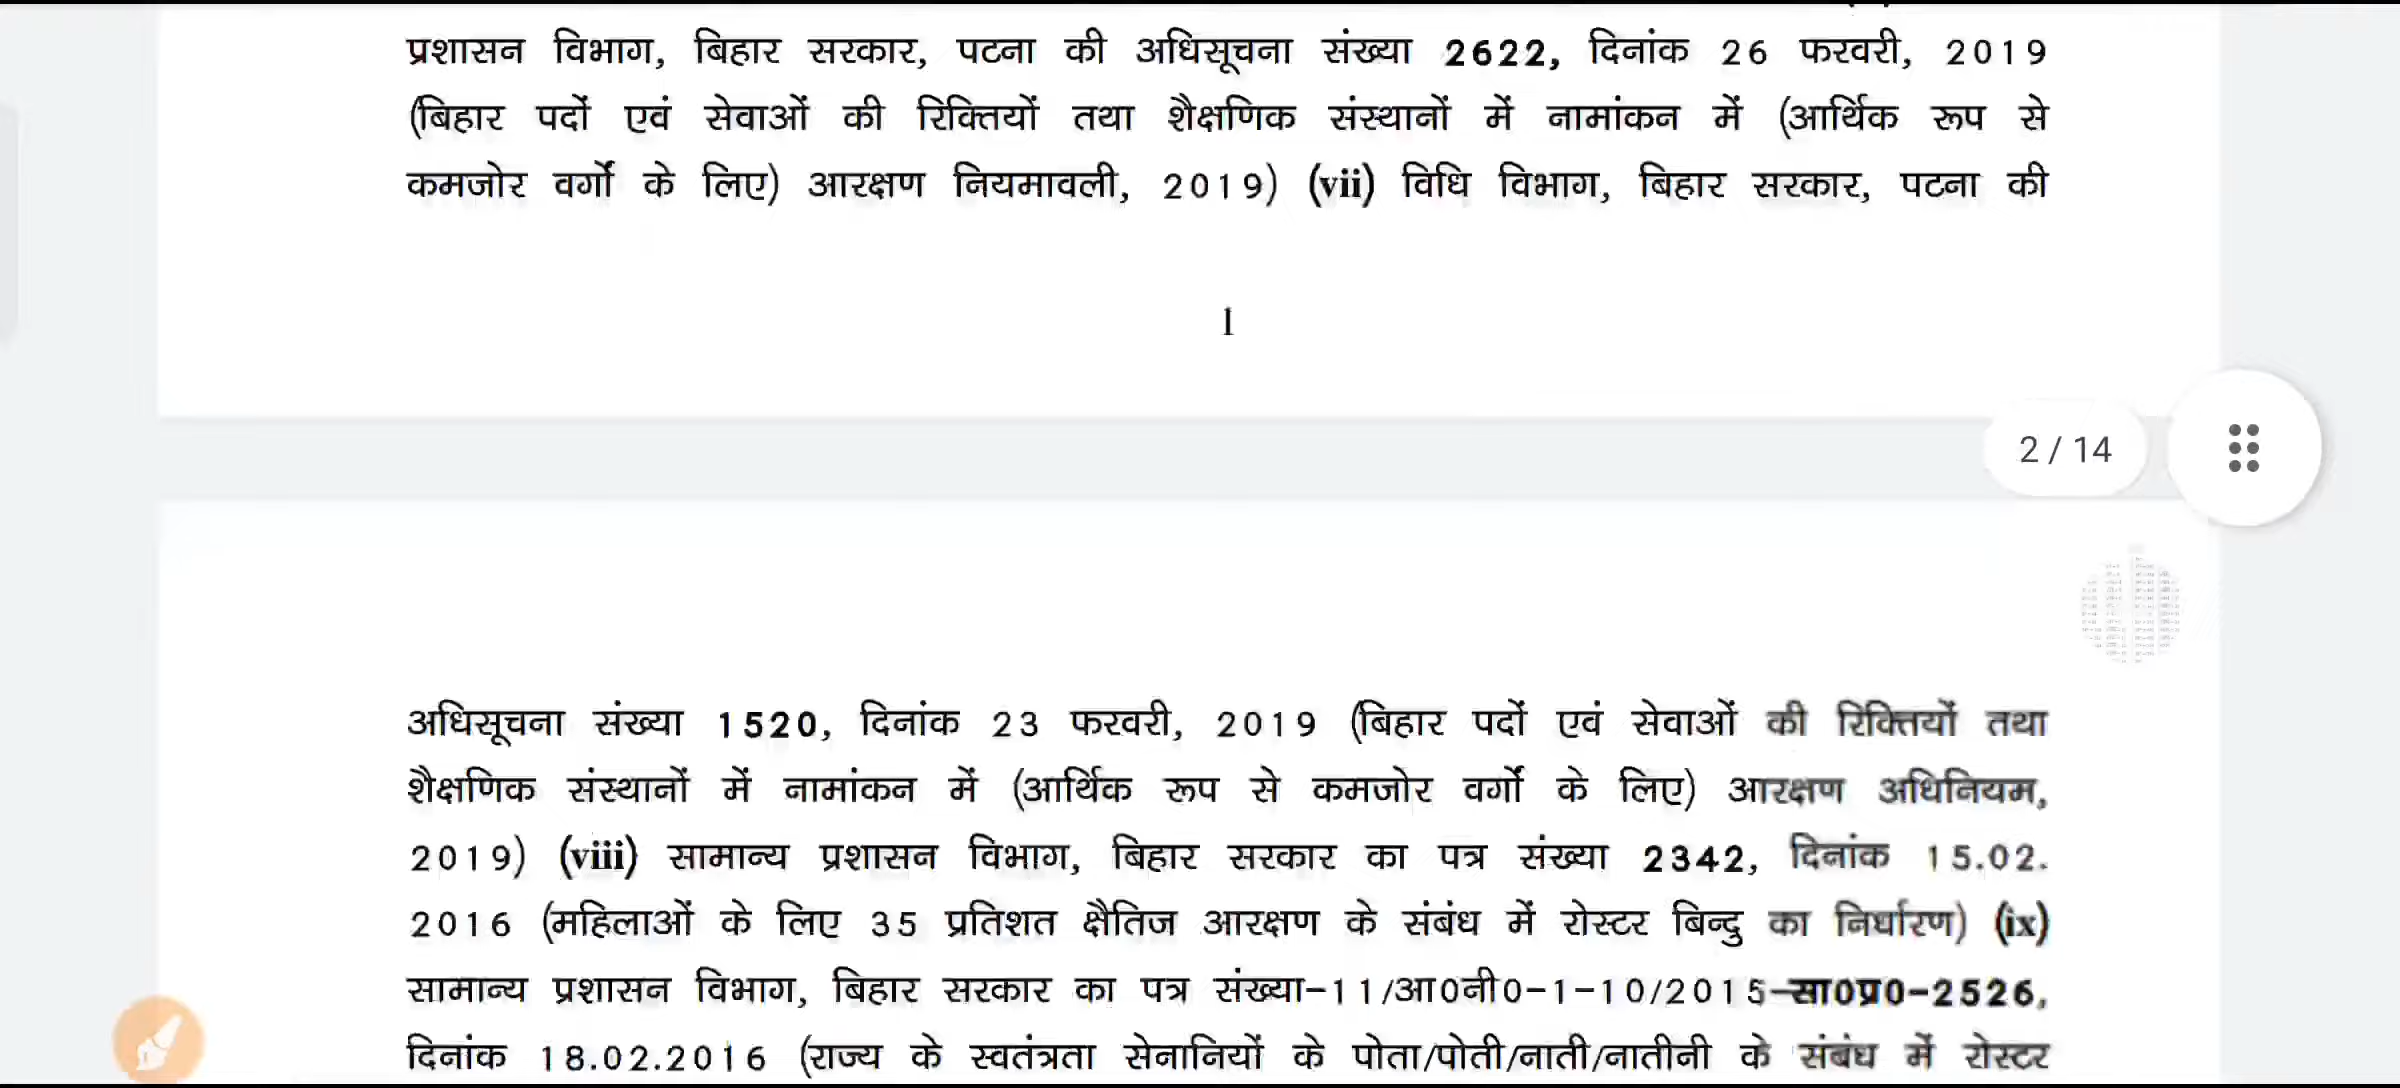 प्रशासन विभाग, बिहार सरकार, पटना की अधिसूचना संख्या 2622, दिनांक 26 फरवरी, 2019
(बिहार पदों एवं सेवाओं की रिक्तियों तथा शैक्षणिक संस्थानों में नामांकन में (आर्थिक रूप से
कमजोर वर्गों के लिए) आरक्षण नियमावली, 2019) (vii) विधि विभाग, बिहार सरकार, पटना की
1
2 / 14
अधिसूचना संख्या 1520, दिनांक 23 फरवरी, 2019 (बिहार पदों एवं सेवाओं की रिक्तियों तथा
शैक्षणिक संस्थानों में नामांकन में (आर्थिक रूप से कमजोर वर्गों के लिए) आरक्षण अधिनियम,
2019) (viii) सामान्य प्रशासन विभाग, बिहार सरकार का पत्र संख्या 2342, दिनांक 15.02.
2016 (महिलाओं के लिए 35 प्रतिशत क्षैतिज आरक्षण के संबंध में रोस्टर बिन्दु का निर्धारण) (ix)
सामान्य प्रशासन विभाग, बिहार सरकार का पत्र संख्या-11/आ0नी0-1-10/2015-सा0प्र0-2526,
दिनांक 18.02.2016 (राज्य के स्वतंत्रता सेनानियों के पोता/पोती/नाती/नातीनी के संबंध में रोस्टर